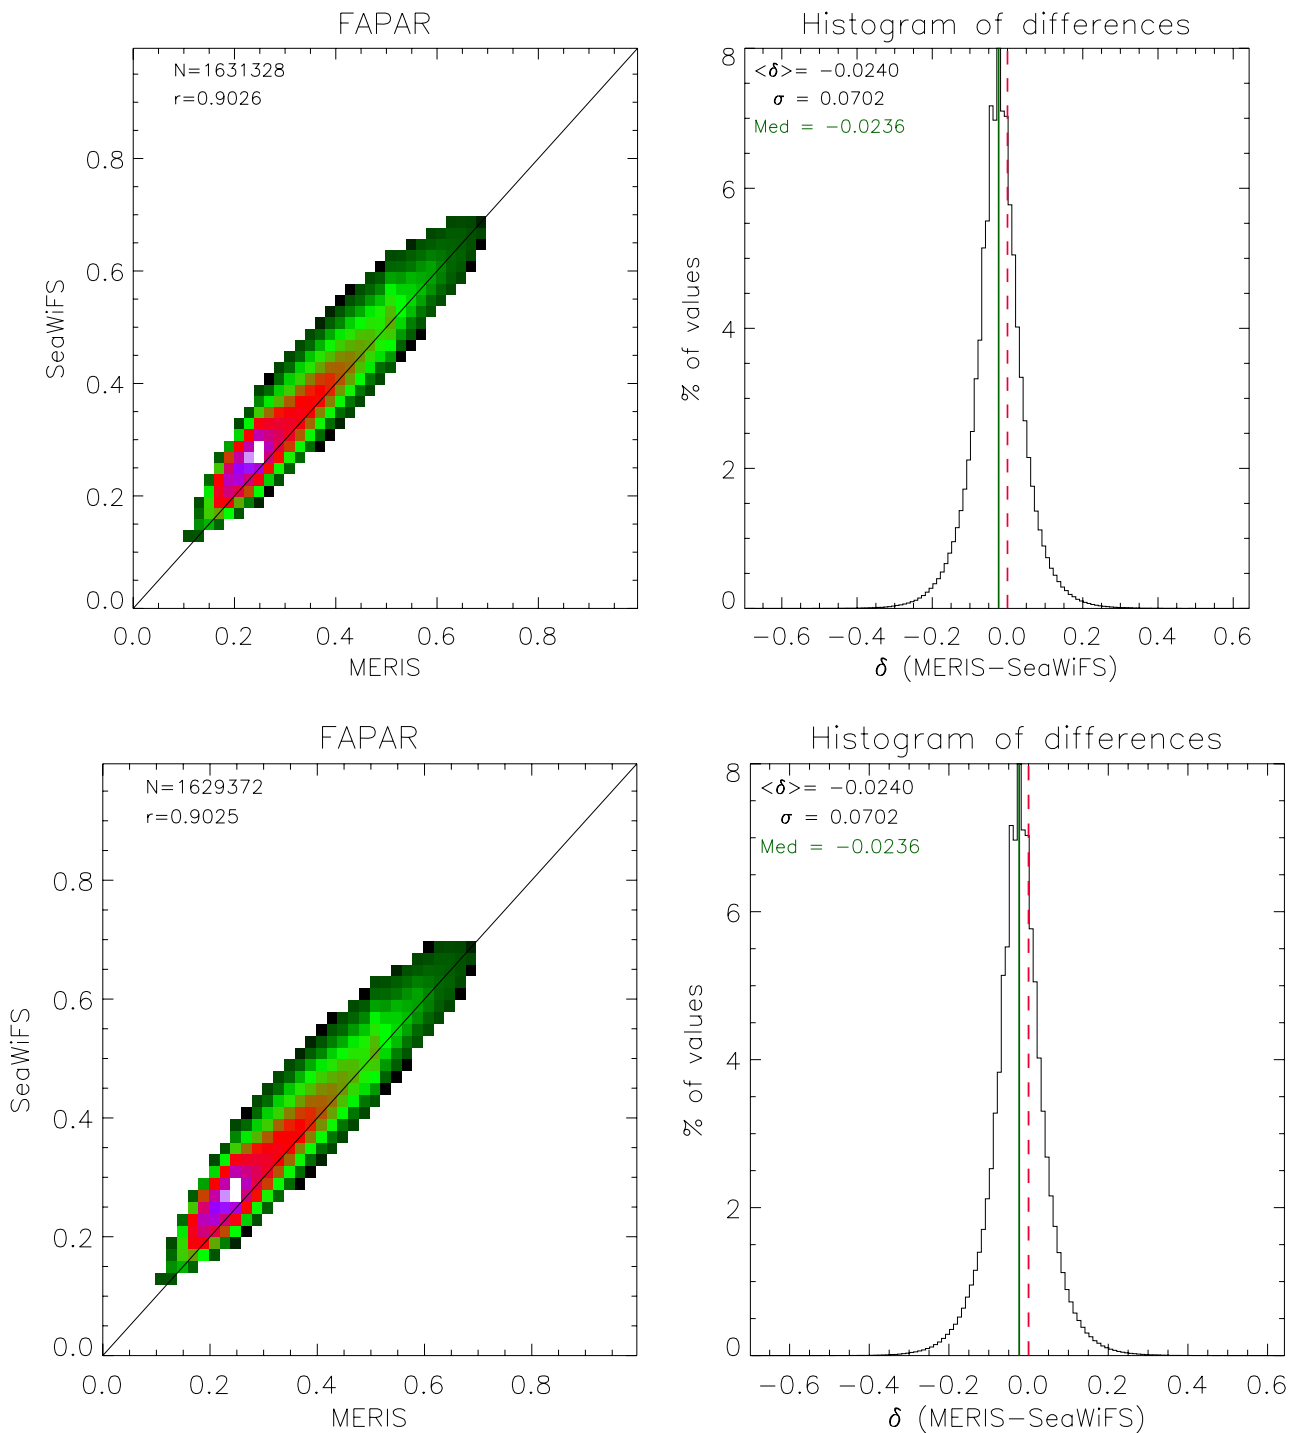 FAPAR
N=1631328
r=0.9026
0.8
0.6
0.4
0.2
0.0
SeaWiFS
0.0 0.2 0.4 0.6 0.8
MERIS
Histogram of differences
<δ>= −0.0240
σ = 0.0702
Med = −0.0236
8
6
4
2
0
% of values
−0.6 −0.4 −0.2 0.0 0.2 0.4 0.6
δ (MERIS−SeaWiFS)
FAPAR
N=1629372
r=0.9025
0.8
0.6
0.4
0.2
0.0
SeaWiFS
0.0 0.2 0.4 0.6 0.8
MERIS
Histogram of differences
<δ>= −0.0240
σ = 0.0702
Med = −0.0236
8
6
4
2
0
% of values
−0.6 −0.4 −0.2 0.0 0.2 0.4 0.6
δ (MERIS−SeaWiFS)